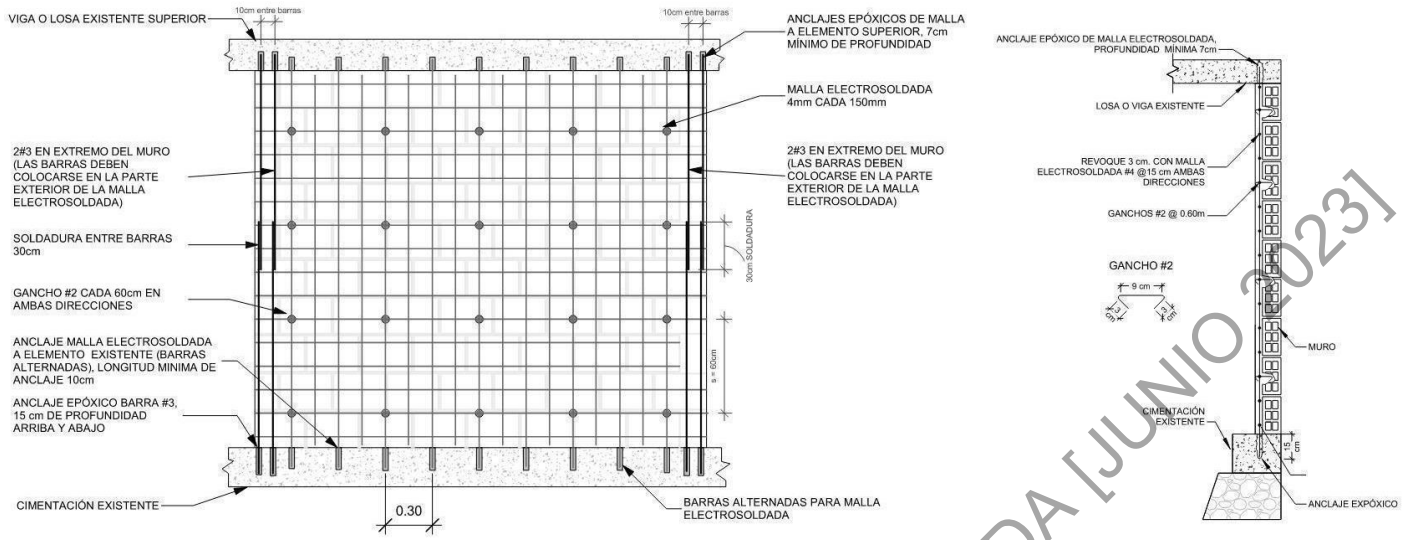 10cm entre barras
VIGA O LOSA EXISTENTE SUPERIOR
2#3 EN EXTREMO DEL MURO
(LAS BARRAS DEBEN
COLOCARSE EN LA PARTE
EXTERIOR DE LA MALLA
ELECTROSOLDADA)
SOLDADURA ENTRE BARRAS
30cm
GANCHO #2 CADA 60cm EN
AMBAS DIRECCIONES
ANCLAJE MALLA ELECTROSOLDADA
A ELEMENTO EXISTENTE (BARRAS
ALTERNADAS), LONGITUD MINIMA DE
ANCLAJE 10cm
ANCLAJE EPÓXICO BARRA #3,
15 cm DE PROFUNDIDAD
ARRIBA Y ABAJO
CIMENTACIÓN EXISTENTE
0.30
10cm entre barras
ANCLAJES EPÓXICOS DE MALLA
A ELEMENTO SUPERIOR, 7cm
MÍNIMO DE PROFUNDIDAD
MALLA ELECTROSOLDADA
4mm CADA 150mm
2#3 EN EXTREMO DEL MURO
(LAS BARRAS DEBEN
COLOCARSE EN LA PARTE
EXTERIOR DE LA MALLA
ELECTROSOLDADA)
30cm SOLDADURA
s = 60cm
BARRAS ALTERNADAS PARA MALLA
ELECTROSOLDADA
ANCLAJE EPÓXICO DE MALLA ELECTROSOLDADA,
PROFUNDIDAD MÍNIMA 7cm
LOSA O VIGA EXISTENTE
REVOQUE 3 cm. CON MALLA
ELECTROSOLDADA #4 @15 cm AMBAS
DIRECCIONES
GANCHOS #2 @ 0.60m
GANCHO #2
9 cm
3 cm
3 cm
MURO
CIMENTACIÓN
EXISTENTE
15 cm
ANCLAJE EXPÓXICO
DA [JUNIO 2023]